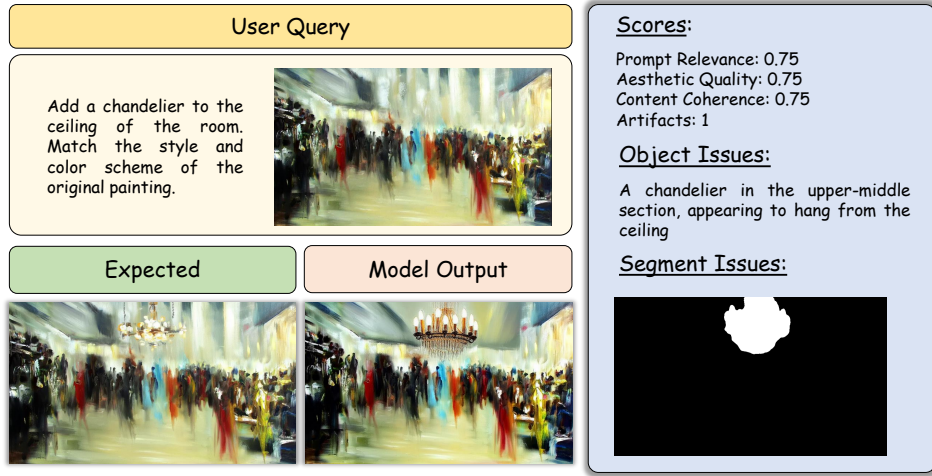 User Query
Add a chandelier to the
ceiling of the room.
Match the style and
color scheme of the
original painting.
Expected
Model Output
Scores:
Prompt Relevance: 0.75
Aesthetic Quality: 0.75
Content Coherence: 0.75
Artifacts: 1
Object Issues:
A chandelier in the upper-middle
section, appearing to hang from the
ceiling
Segment Issues: